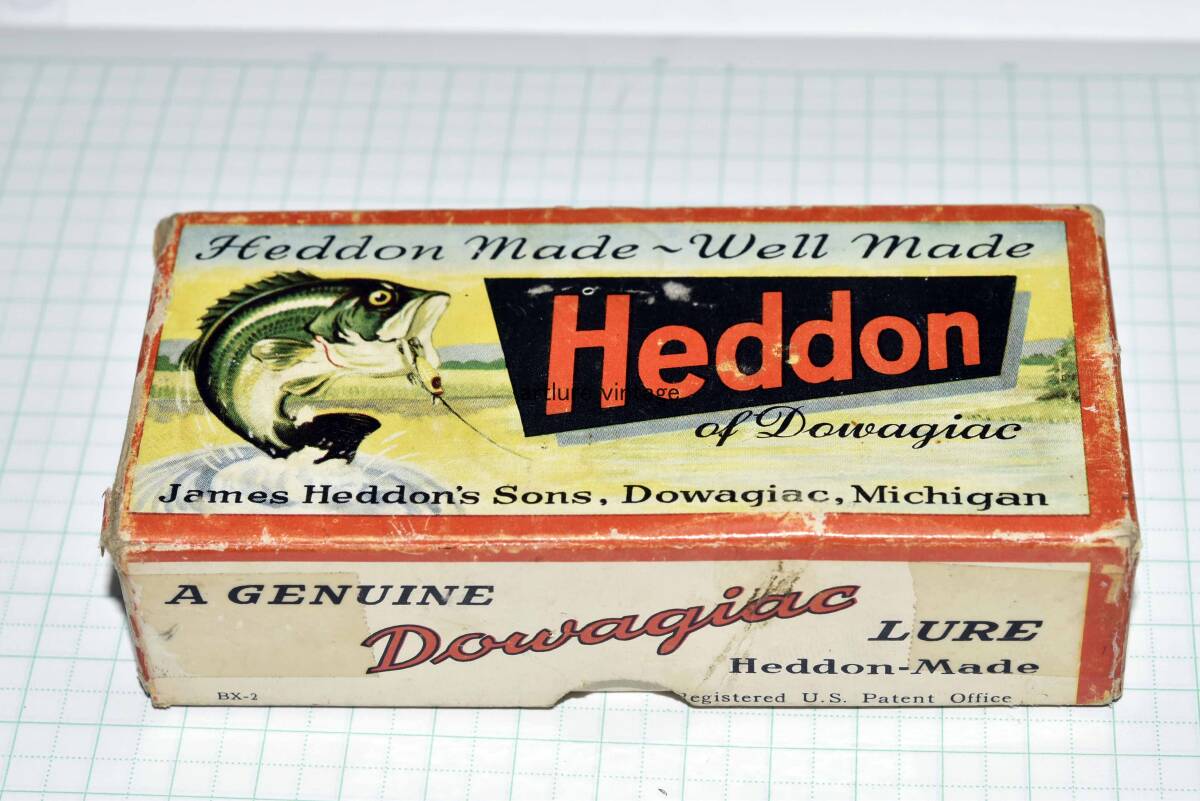 Heddon Made ~ Well Made
Heddon
artlure vintage
of Dowagiac
James Heddon's Sons, Dowagiac, Michigan
A GENUINE
Dowagiac
LURE
Heddon-Made
BX-2
Registered U.S. Patent Office